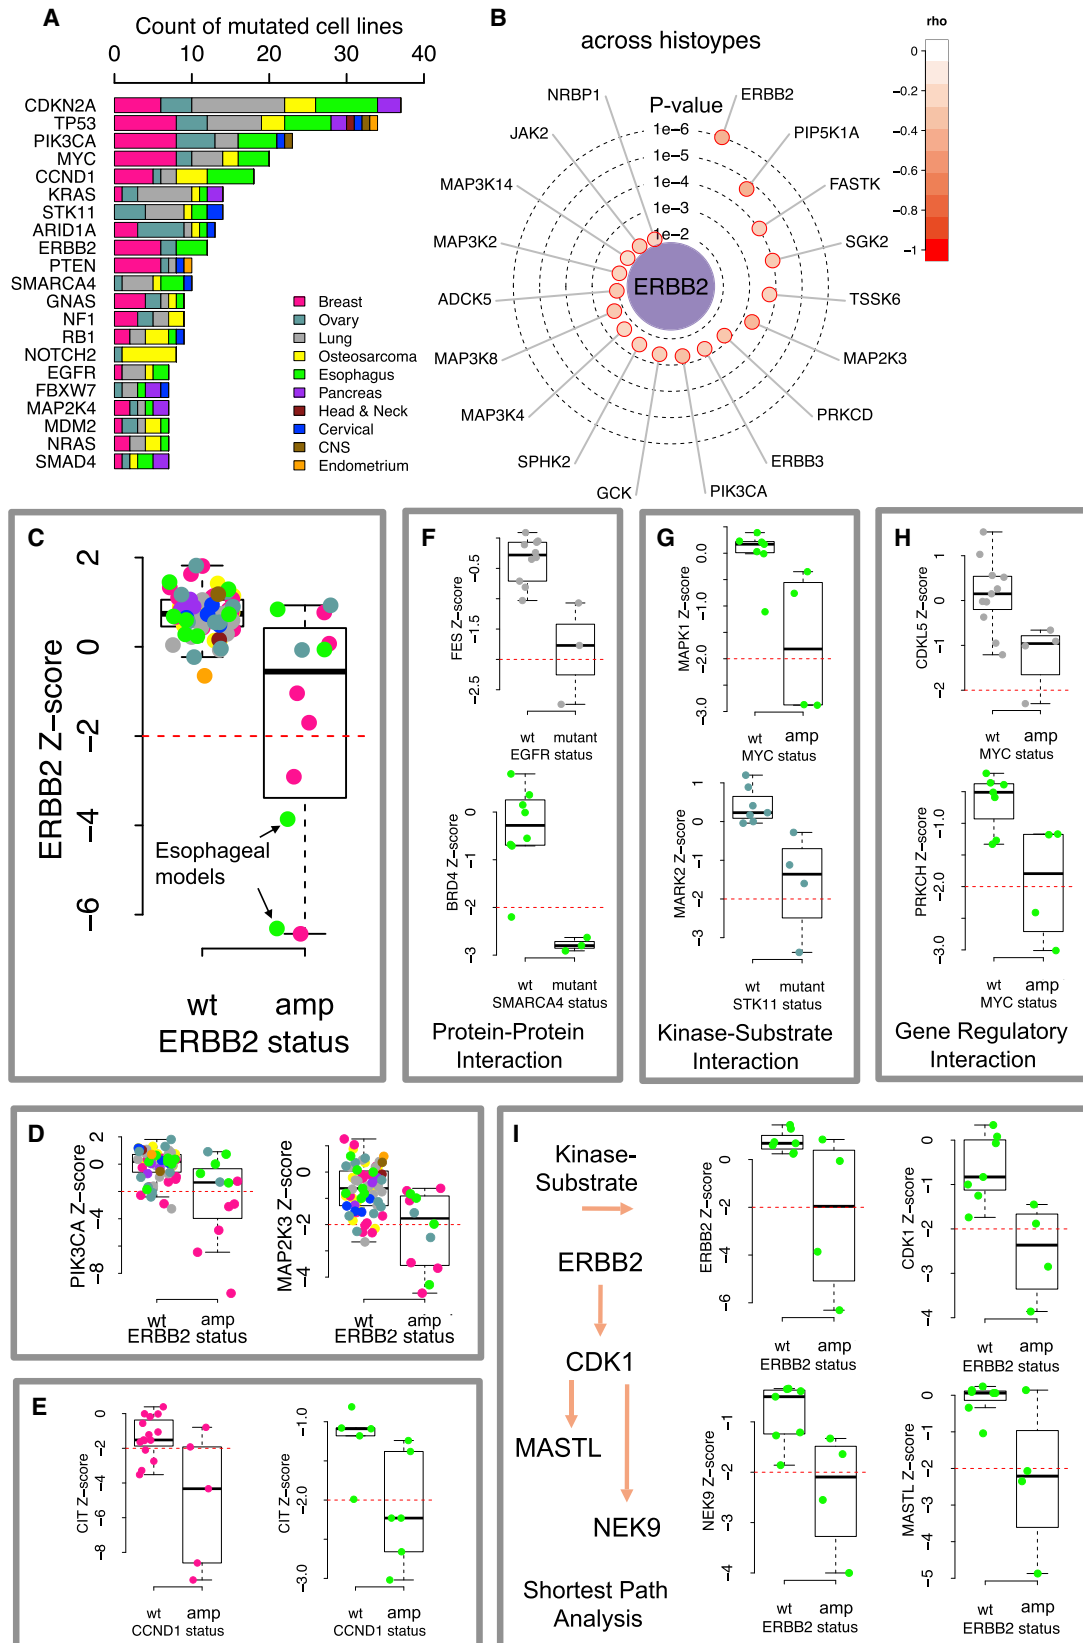 A
Count of mutated cell lines
0 20 40
0 10 20 30 40
CDKN2A
TP53
PIK3CA
MYC
CCND1
KRAS
STK11
ARID1A
ERBB2
PTEN
SMARCA4
GNAS
NF1
RB1
NOTCH2
EGFR
FBXW7
MAP2K4
MDM2
NRAS
SMAD4
Breast
Ovary
Lung
Osteosarcoma
Esophagus
Pancreas
Head & Neck
Cervical
CNS
Endometrium
B
across histoypes
P-value
1e-6
1e-5
1e-4
1e-3
1e-2
ERBB2
NRBP1
JAK2
MAP3K14
MAP3K2
ADCK5
MAP3K8
MAP3K4
SPHK2
GCK
PIK3CA
ERBB3
PRKCD
MAP2K3
TSSK6
SGK2
FASTK
PIP5K1A
ERBB2
rho
0
-0.2
-0.4
-0.6
-0.8
-1
C
ERBB2 Z-score
2
0
-2
-4
-6
Esophageal
models
wt amp
ERBB2 status
F
FES Z-score
-0.5
-1.5
-2.5
wt mutant
EGFR status
BRD4 Z-score
0
-1
-2
-3
wt mutant
SMARCA4 status
Protein-Protein
Interaction
G
MAPK1 Z-score
0.0
-1.0
-2.0
-3.0
wt amp
MYC status
MARK2 Z-score
1
0
-1
-2
-3
wt mutant
STK11 status
Kinase-Substrate
Interaction
H
CDKL5 Z-score
1
0
-1
-2
wt amp
MYC status
PRKCH Z-score
-1.0
-2.0
-3.0
wt amp
MYC status
Gene Regulatory
Interaction
D
PIK3CA Z-score
2
0
-4
-8
wt amp
ERBB2 status
MAP2K3 Z-score
2
0
-2
-4
wt amp
ERBB2 status
E
CIT Z-score
0
-2
-4
-6
-8
wt amp
CCND1 status
CIT Z-score
-1.0
-2.0
-3.0
wt amp
CCND1 status
I
Kinase-
Substrate
ERBB2
CDK1
MASTL
NEK9
Shortest Path
Analysis
ERBB2 Z-score
0
-2
-6
wt amp
ERBB2 status
CDK1 Z-score
0
-1
-2
-3
-4
wt amp
ERBB2 status
NEK9 Z-score
-1
-2
-3
-4
wt amp
ERBB2 status
MASTL Z-score
0
-1
-2
-3
-4
-5
wt amp
ERBB2 status